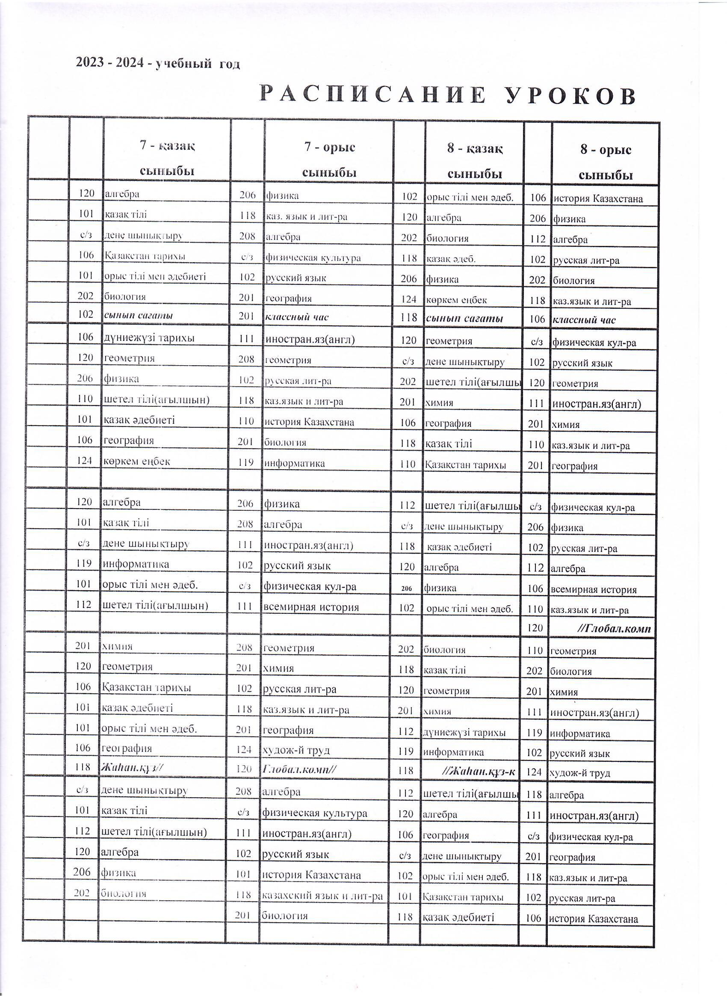 2023 - 2024 - учебный год
РАСПИСАНИЕ УРОКОВ
7 - қазақ сыныбы 7 - орыс сыныбы 8 - қазақ сыныбы 8 - орыс сыныбы
120 алгебра 206 физика 102 орыс тілі мен әдеб. 106 история Казахстана
101 қазақ тілі 118 каз. язык и лит-ра 120 алгебра 206 физика
с/з дене шынықтыру 208 алгебра 202 биология 112 алгебра
106 Қазақстан тарихы с/з физическая культура 118 қазақ әдеб. 102 русская лит-ра
101 орыс тілі мен әдебиеті 102 русский язык 206 физика 202 биология
202 биология 201 география 124 көркем еңбек 118 каз.язык и лит-ра
102 сынып сағаты 201 классный час 118 сынып сағаты 106 классный час
106 дүниежүзі тарихы 111 иностран.яз(англ) 120 геометрия с/з физическая кул-ра
120 геометрия 208 геометрия с/з дене шынықтыру 102 русский язык
206 физика 102 русская лит-ра 202 шетел тілі(ағылшы 120 геометрия
110 шетел тілі(ағылшын) 118 каз.язык и лит-ра 201 химия 111 иностран.яз(англ)
101 қазақ әдебиеті 110 история Казахстана 106 география 201 химия
106 география 201 биология 118 қазақ тілі 110 каз.язык и лит-ра
124 көркем еңбек 119 информатика 110 Қазақстан тарихы 201 география
120 алгебра 206 физика 112 шетел тілі(ағылшы с/з физическая кул-ра
101 қазақ тілі 208 алгебра с/з дене шынықтыру 206 физика
с/з дене шынықтыру 111 иностран.яз(англ) 118 қазақ әдебиеті 102 русская лит-ра
119 информатика 102 русский язык 120 алгебра 112 алгебра
101 орыс тілі мен әдеб. с/з физическая кул-ра 206 физика 106 всемирная история
112 шетел тілі(ағылшын) 111 всемирная история 102 орыс тілі мен әдеб. 110 каз.язык и лит-ра
120 //Глобал.комп
201 химия 208 геометрия 202 биология 110 геометрия
120 геометрия 201 химия 118 қазақ тілі 202 биология
106 Қазақстан тарихы 102 русская лит-ра 120 геометрия 201 химия
101 қазақ әдебиеті 118 каз.язык и лит-ра 201 химия 111 иностран.яз(англ)
101 орыс тілі мен әдеб. 201 география 112 дүниежүзі тарихы 119 информатика
106 география 124 худож-й труд 119 информатика 102 русский язык
118 Жаһан.құз// 120 Глобал.комп// 118 //Жаһан.құз-к 124 худож-й труд
с/з дене шынықтыру 208 алгебра 112 шетел тілі(ағылшы 118 алгебра
101 қазақ тілі с/з физическая культура 120 алгебра 111 иностран.яз(англ)
112 шетел тілі(ағылшын) 111 иностран.яз(англ) 106 география с/з физическая кул-ра
120 алгебра 102 русский язык с/з дене шынықтыру 201 география
206 физика 101 история Казахстана 102 орыс тілі мен әдеб. 118 каз.язык и лит-ра
202 биология 118 казахский язык и лит-ра 101 Қазақстан тарихы 102 русская лит-ра
201 биология 118 қазақ әдебиеті 106 история Казахстана